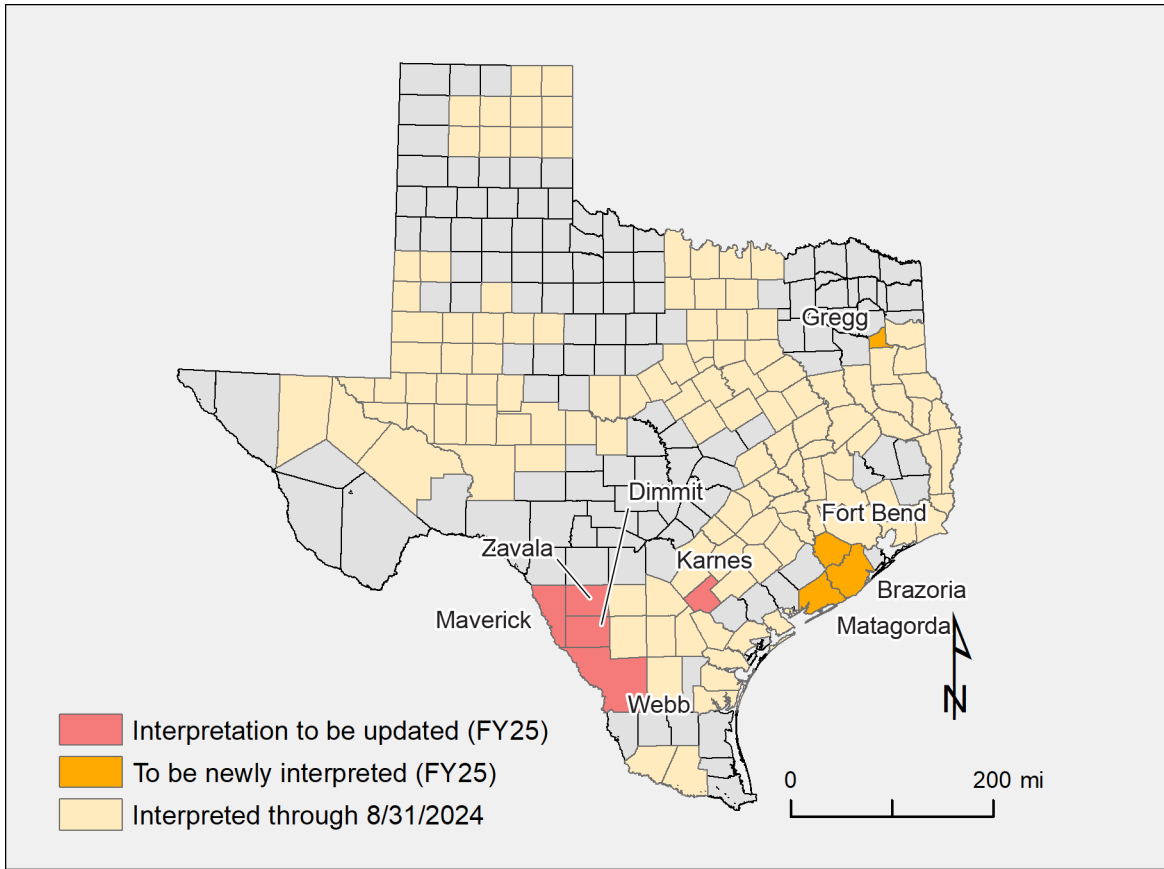 Gregg
Dimmit
Fort Bend
Zavala
Karnes
Brazoria
Maverick
Matagorda
N
Webb
Interpretation to be updated (FY25)
To be newly interpreted (FY25)
Interpreted through 8/31/2024
0 200 mi